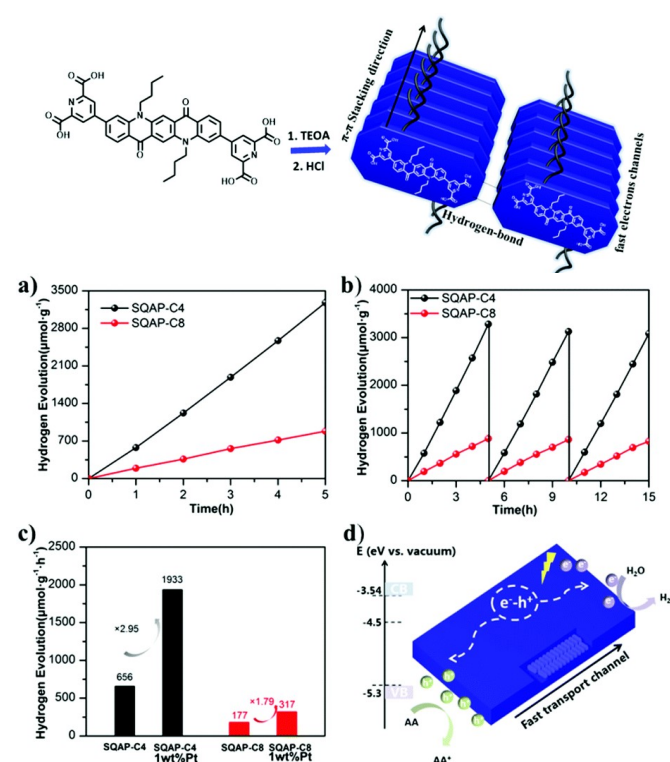 COOH
COOH
N
N
O
O
N
N
COOH
COOH
1. TEOA
2. HCl
π-π Stacking direction
Hydrogen-bond
fast electrons channels
a)
SQAP-C4
SQAP-C8
Hydrogen Evolution(μmol·g⁻¹)
3500
2800
2100
1400
700
0
0 1 2 3 4 5
Time(h)
b)
SQAP-C4
SQAP-C8
Hydrogen Evolution(μmol·g⁻¹)
4000
3000
2000
1000
0
0 3 6 9 12 15
Time(h)
c)
Hydrogen Evolution(μmol·g⁻¹·h⁻¹)
2500
2000
1500
1000
500
0
1933
×2.95
656
×1.79
177 317
SQAP-C4 SQAP-C4 SQAP-C8 SQAP-C8
1wt%Pt 1wt%Pt
d)
E (eV vs. vacuum)
CB
-3.54
-4.5
VB
-5.3
e⁻-h⁺
H₂O
H₂
AA
AA⁺
Fast transport channel